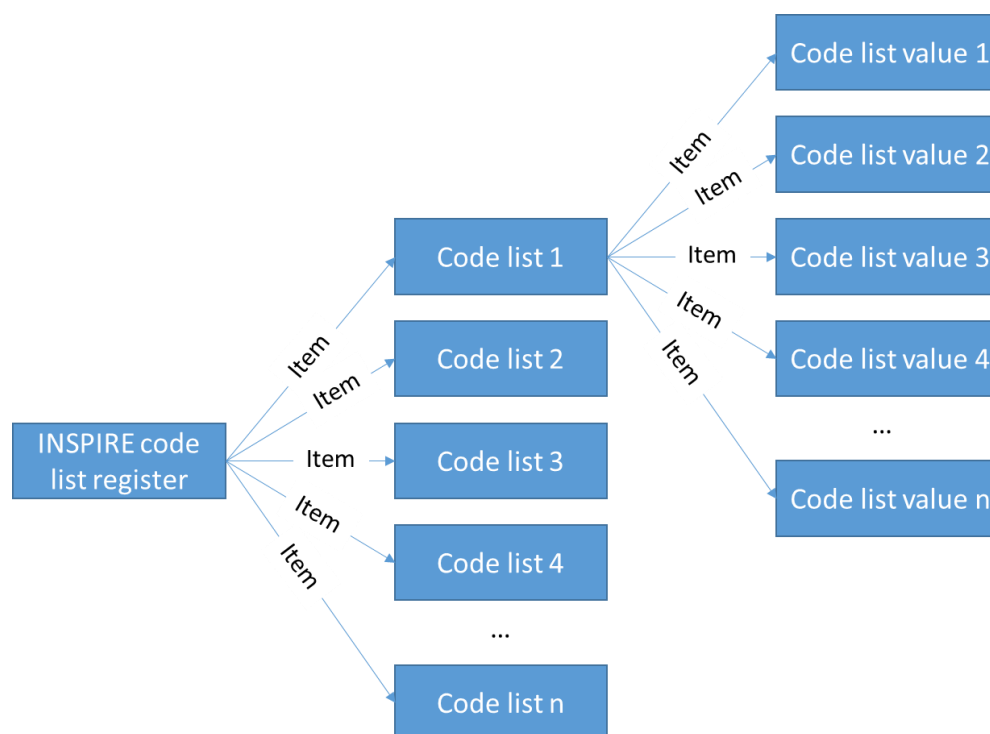 INSPIRE code
list register
Item
Item
Item
Item
Item
Code list 1
Code list 2
Code list 3
Code list 4
...
Code list n
Item
Item
Item
Item
Item
Code list value 1
Code list value 2
Code list value 3
Code list value 4
...
Code list value n